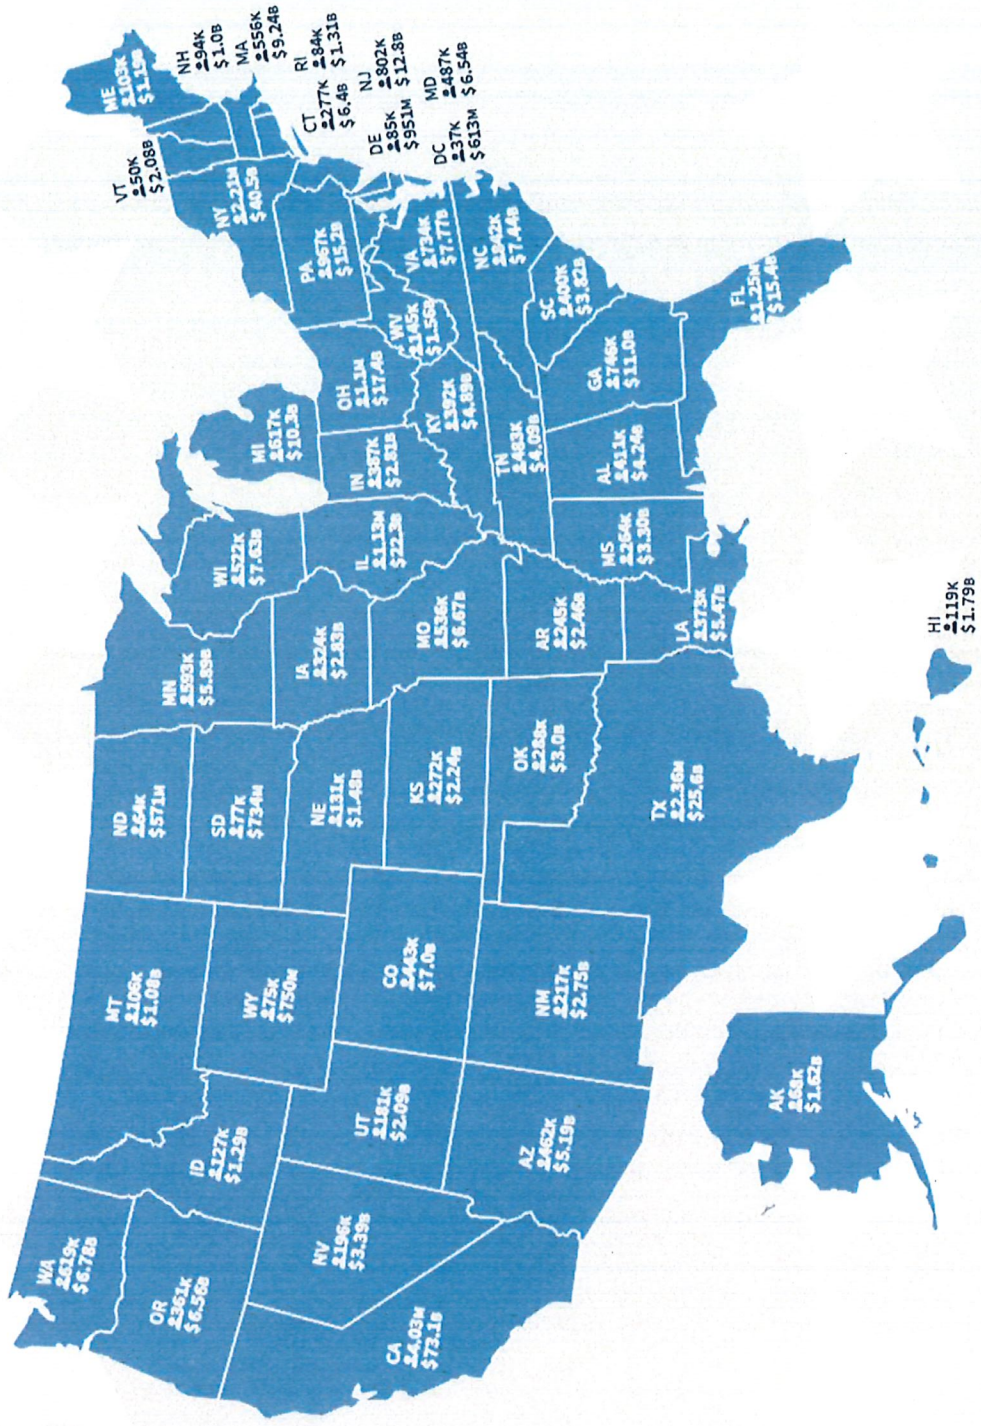 WA
619K
$6.78B
OR
361K
$6.56B
CA
4.03M
$73.1B
ID
127K
$1.29B
NV
196K
$3.39B
MT
106K
$1.08B
WY
75K
$750M
UT
181K
$2.09B
AZ
462K
$5.19B
CO
443K
$7.0B
NM
217K
$2.75B
ND
64K
$571M
SD
77K
$734M
NE
131K
$1.48B
KS
272K
$2.24B
OK
288K
$3.0B
TX
2.36M
$25.6B
MN
593K
$5.89B
IA
324K
$2.83B
MO
536K
$6.67B
AR
245K
$2.46B
LA
373K
$5.47B
WI
522K
$7.63B
IL
1.13M
$22.3B
MS
264K
$3.30B
MI
617K
$10.3B
IN
387K
$2.81B
OH
1.1M
$17.4B
KY
392K
$4.89B
TN
483K
$4.09B
AL
411K
$4.24B
GA
746K
$11.0B
FL
1.25M
$15.4B
SC
400K
$3.82B
NC
842K
$7.44B
VA
734K
$7.77B
WV
145K
$1.56B
PA
967K
$15.2B
NY
2.21M
$40.5B
VT
50K
$2.08B
ME
103K
$1.19B
NH
94K
$1.0B
MA
556K
$9.24B
RI
84K
$1.31B
CT
277K
$6.4B
NJ
802K
$12.8B
DE
85K
$951M
MD
487K
$6.54B
DC
37K
$613M
AK
68K
$1.62B
HI
119K
$1.79B